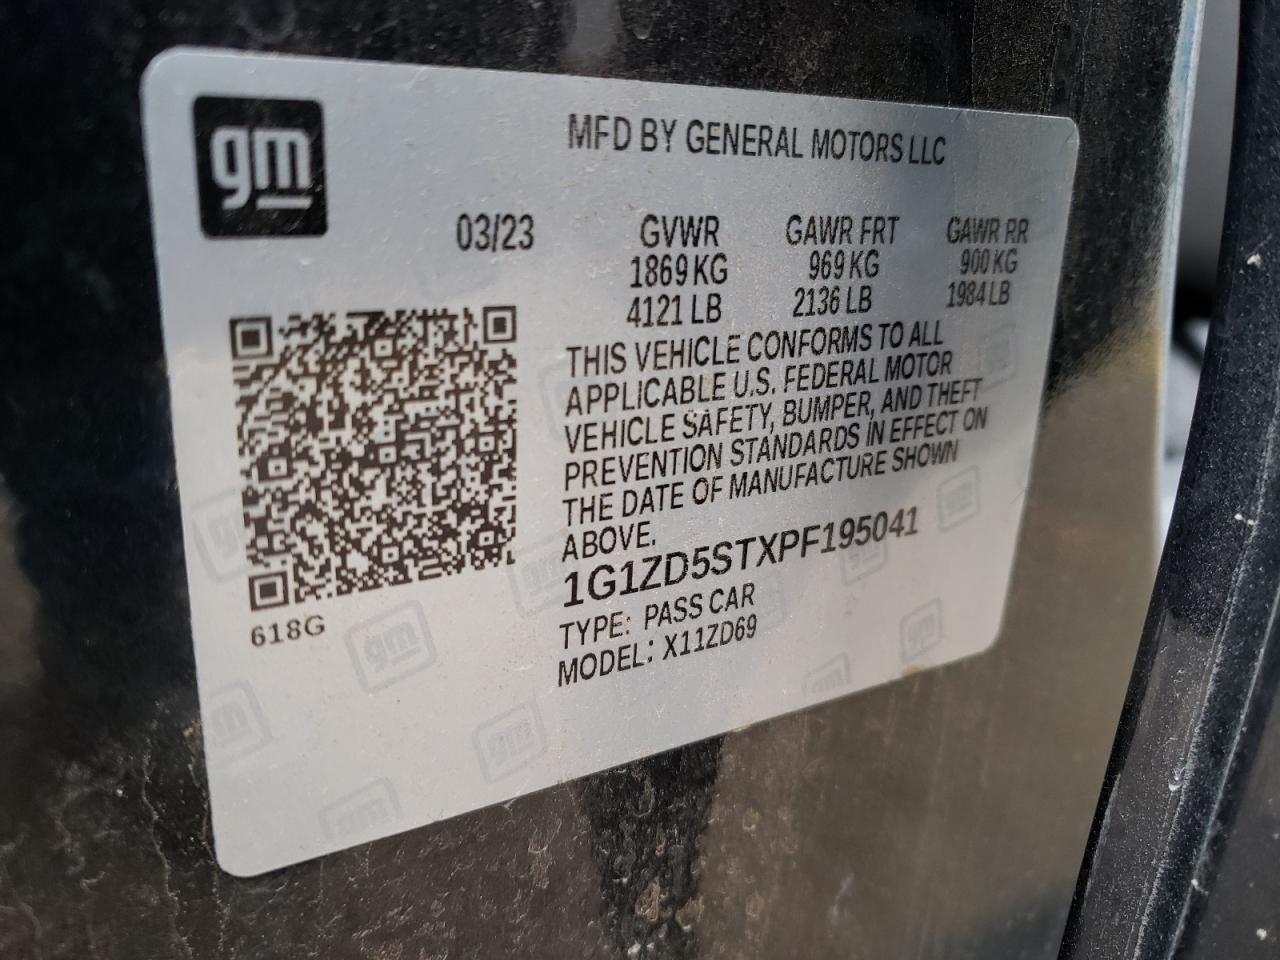 gm
MFD BY GENERAL MOTORS LLC
03/23 GVWR GAWR FRT GAWR RR
1869 KG 969 KG 900 KG
4121 LB 2136 LB 1984 LB
THIS VEHICLE CONFORMS TO ALL
APPLICABLE U.S. FEDERAL MOTOR
VEHICLE SAFETY, BUMPER, AND THEFT
PREVENTION STANDARDS IN EFFECT ON
THE DATE OF MANUFACTURE SHOWN
ABOVE.
1G1ZD5STXPF195041
TYPE: PASS CAR
MODEL: X11ZD69
618G